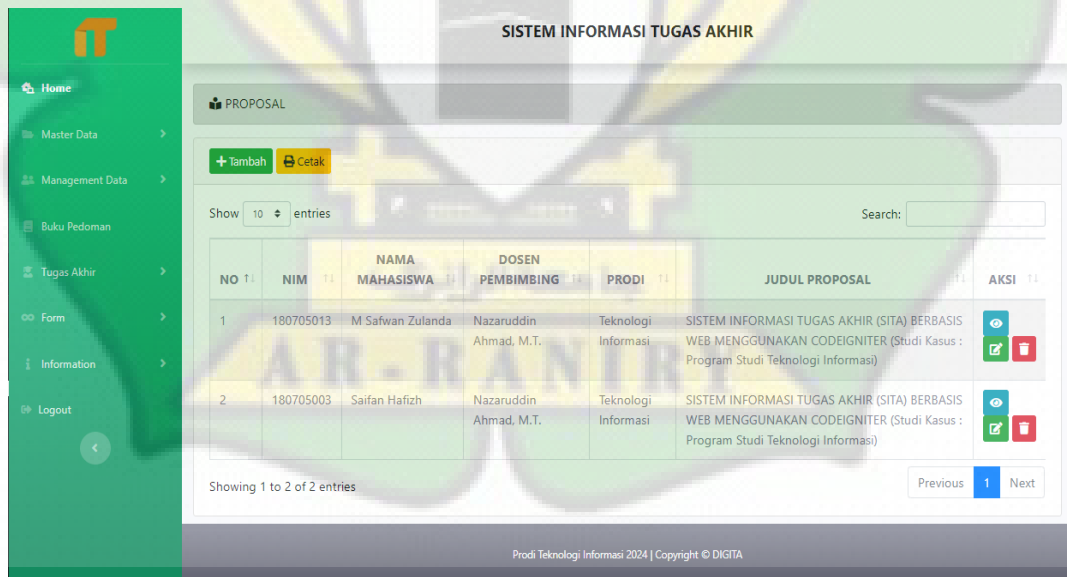 IT
SISTEM INFORMASI TUGAS AKHIR
Home
Master Data
Management Data
Buku Pedoman
Tugas Akhir
Form
Information
Logout
PROPOSAL
+ Tambah Cetak
Show 10 entries Search:
NO NIM NAMA MAHASISWA DOSEN PEMBIMBING PRODI JUDUL PROPOSAL AKSI
1 180705013 M Safwan Zulanda Nazaruddin Teknologi SISTEM INFORMASI TUGAS AKHIR (SITA) BERBASIS
Ahmad, M.T. Informasi WEB MENGGUNAKAN CODEIGNITER (Studi Kasus :
Program Studi Teknologi Informasi)
2 180705003 Saifan Hafizh Nazaruddin Teknologi SISTEM INFORMASI TUGAS AKHIR (SITA) BERBASIS
Ahmad, M.T. Informasi WEB MENGGUNAKAN CODEIGNITER (Studi Kasus :
Program Studi Teknologi Informasi)
Showing 1 to 2 of 2 entries Previous 1 Next
Prodi Teknologi Informasi 2024 | Copyright © DIGITA
AR-RANIRY